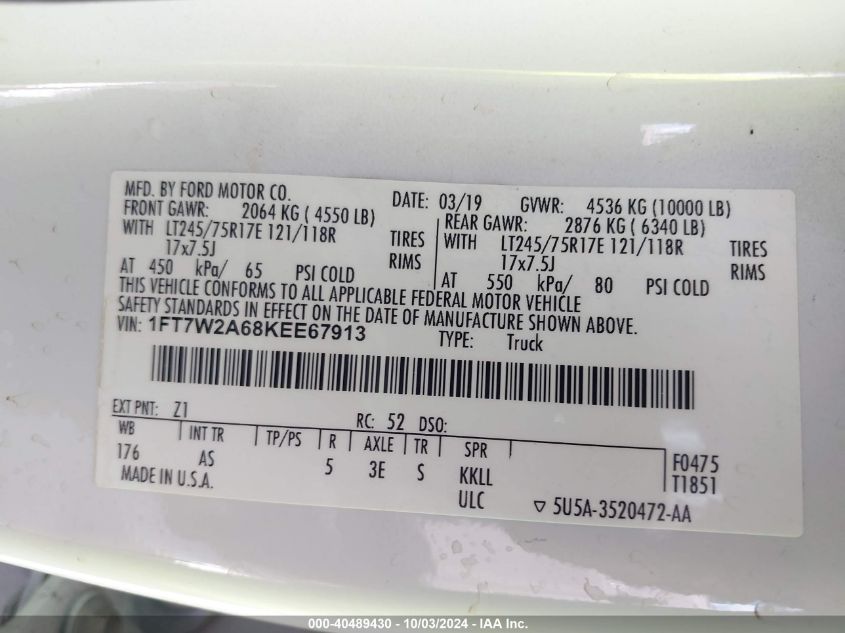 MFD. BY FORD MOTOR CO.
DATE: 03/19 GVWR: 4536 KG (10000 LB)
FRONT GAWR: 2064 KG ( 4550 LB)
WITH LT245/75R17E 121/118R TIRES
17x7.5J RIMS
AT 450 kPa/ 65 PSI COLD
REAR GAWR: 2876 KG ( 6340 LB)
WITH LT245/75R17E 121/118R TIRES
17x7.5J RIMS
AT 550 kPa/ 80 PSI COLD
THIS VEHICLE CONFORMS TO ALL APPLICABLE FEDERAL MOTOR VEHICLE
SAFETY STANDARDS IN EFFECT ON THE DATE OF MANUFACTURE SHOWN ABOVE.
VIN: 1FT7W2A68KEE67913 TYPE: Truck
EXT PNT: Z1 RC: 52 DSO:
WB INT TR TP/PS R AXLE TR SPR
176 AS 5 3E S KKLL
F0475
T1851
MADE IN U.S.A. ULC
▽ 5U5A-3520472-AA
000-40489430 - 10/03/2024 - IAA Inc.